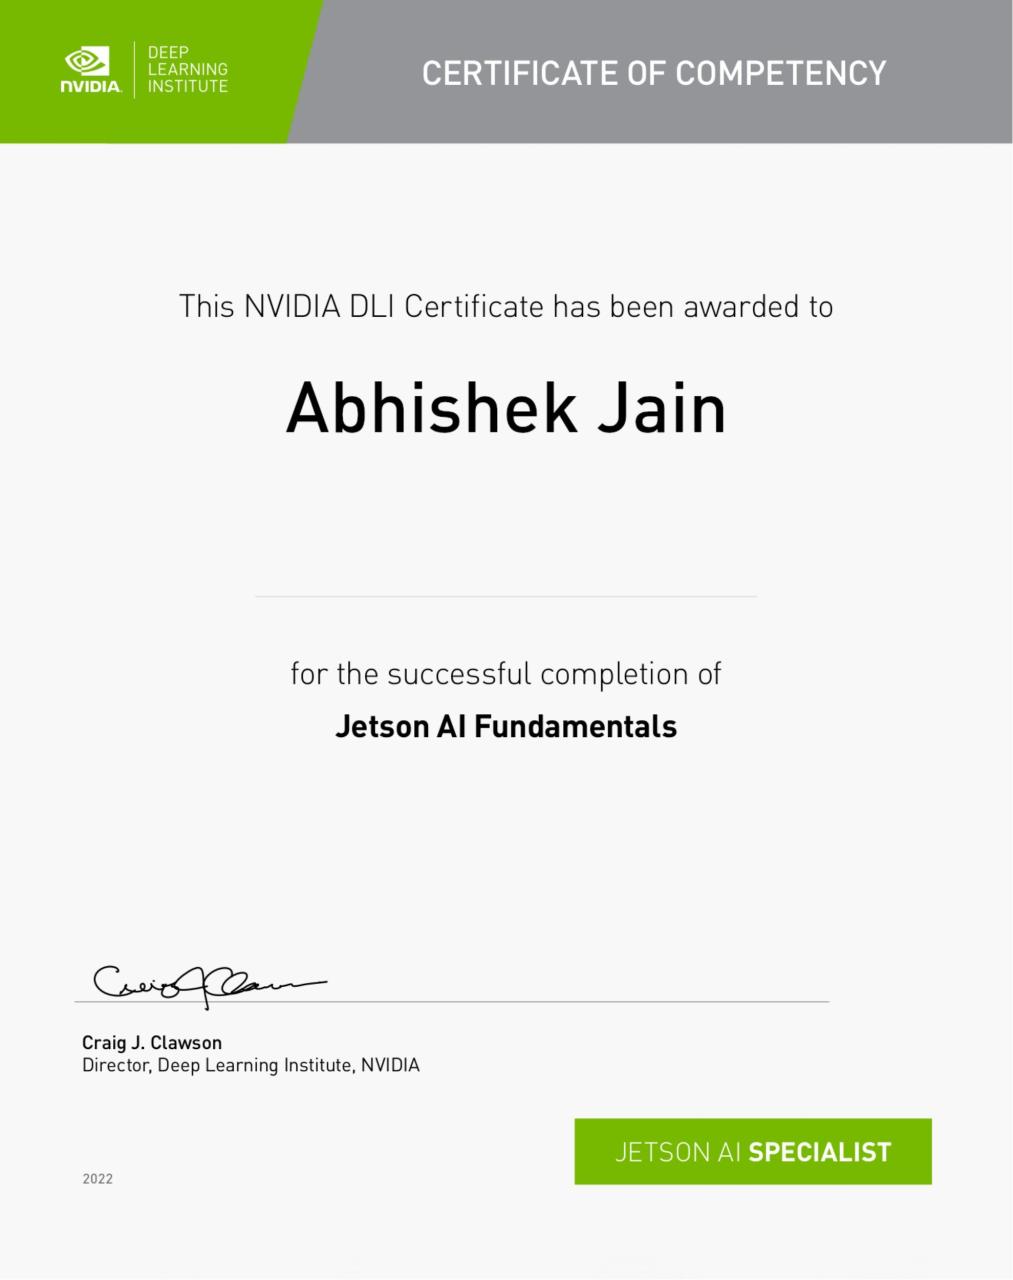 NVIDIA.
DEEP
LEARNING
INSTITUTE
CERTIFICATE OF COMPETENCY
This NVIDIA DLI Certificate has been awarded to
Abhishek Jain
for the successful completion of
Jetson AI Fundamentals
Craig J. Clawson
Craig J. Clawson
Director, Deep Learning Institute, NVIDIA
JETSON AI SPECIALIST
2022